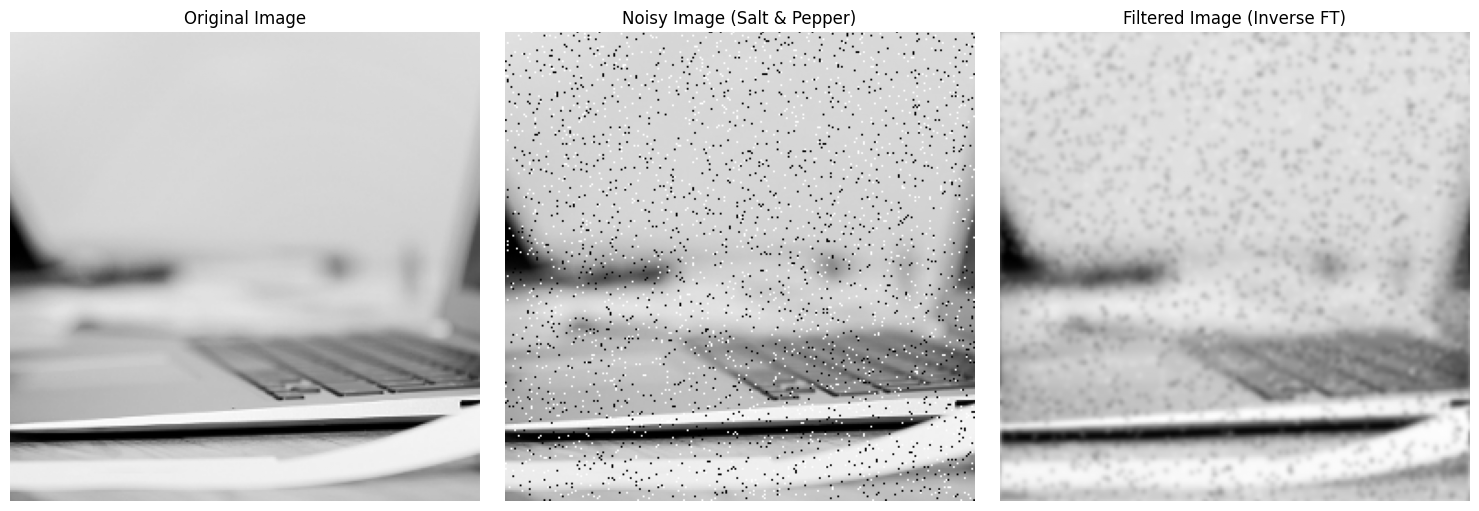 Original Image
Noisy Image (Salt & Pepper)
Filtered Image (Inverse FT)